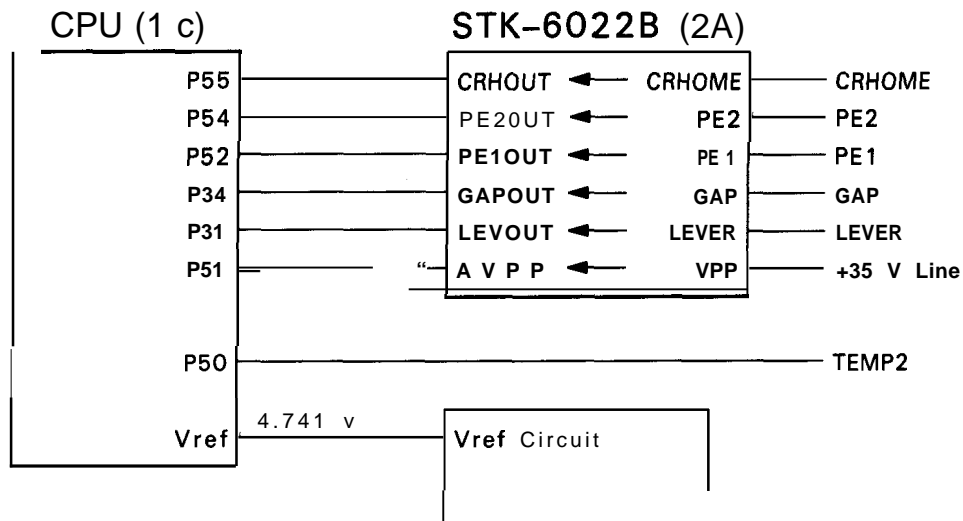 CPU (1 c) STK-6022B (2A)
P55 CRHOUT CRHOME CRHOME
P54 PE20UT PE2 PE2
P52 PE1OUT PE 1 PE1
P34 GAPOUT GAP GAP
P31 LEVOUT LEVER LEVER
P51 “ A V P P VPP +35 V Line
P50 TEMP2
4.741 v
Vref Vref Circuit